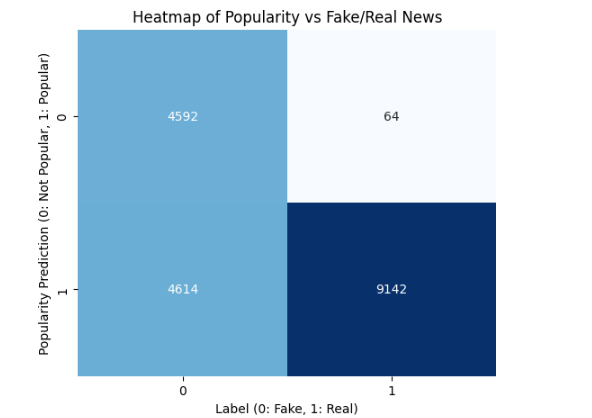 Heatmap of Popularity vs Fake/Real News
Popularity Prediction (0: Not Popular, 1: Popular)
0
4592
64
1
4614
9142
0
1
Label (0: Fake, 1: Real)